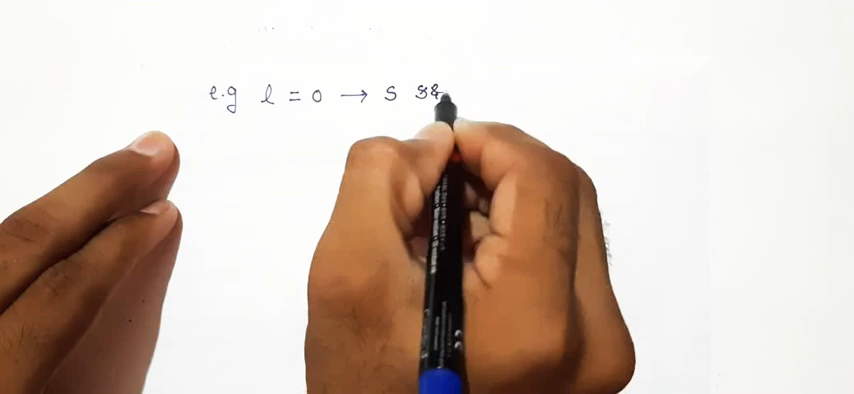 e.g l = 0 → s